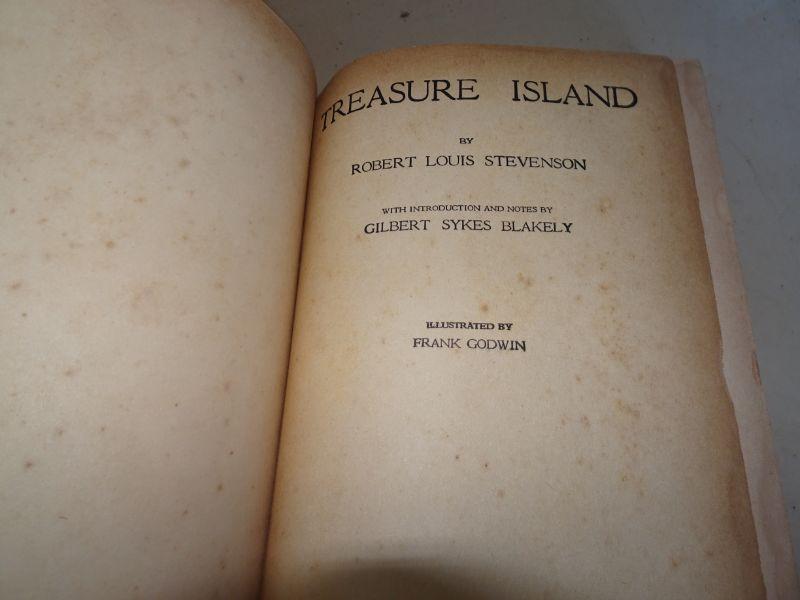 TREASURE ISLAND
BY
ROBERT LOUIS STEVENSON
WITH INTRODUCTION AND NOTES BY
GILBERT SYKES BLAKELY
ILLUSTRATED BY
FRANK GODWIN